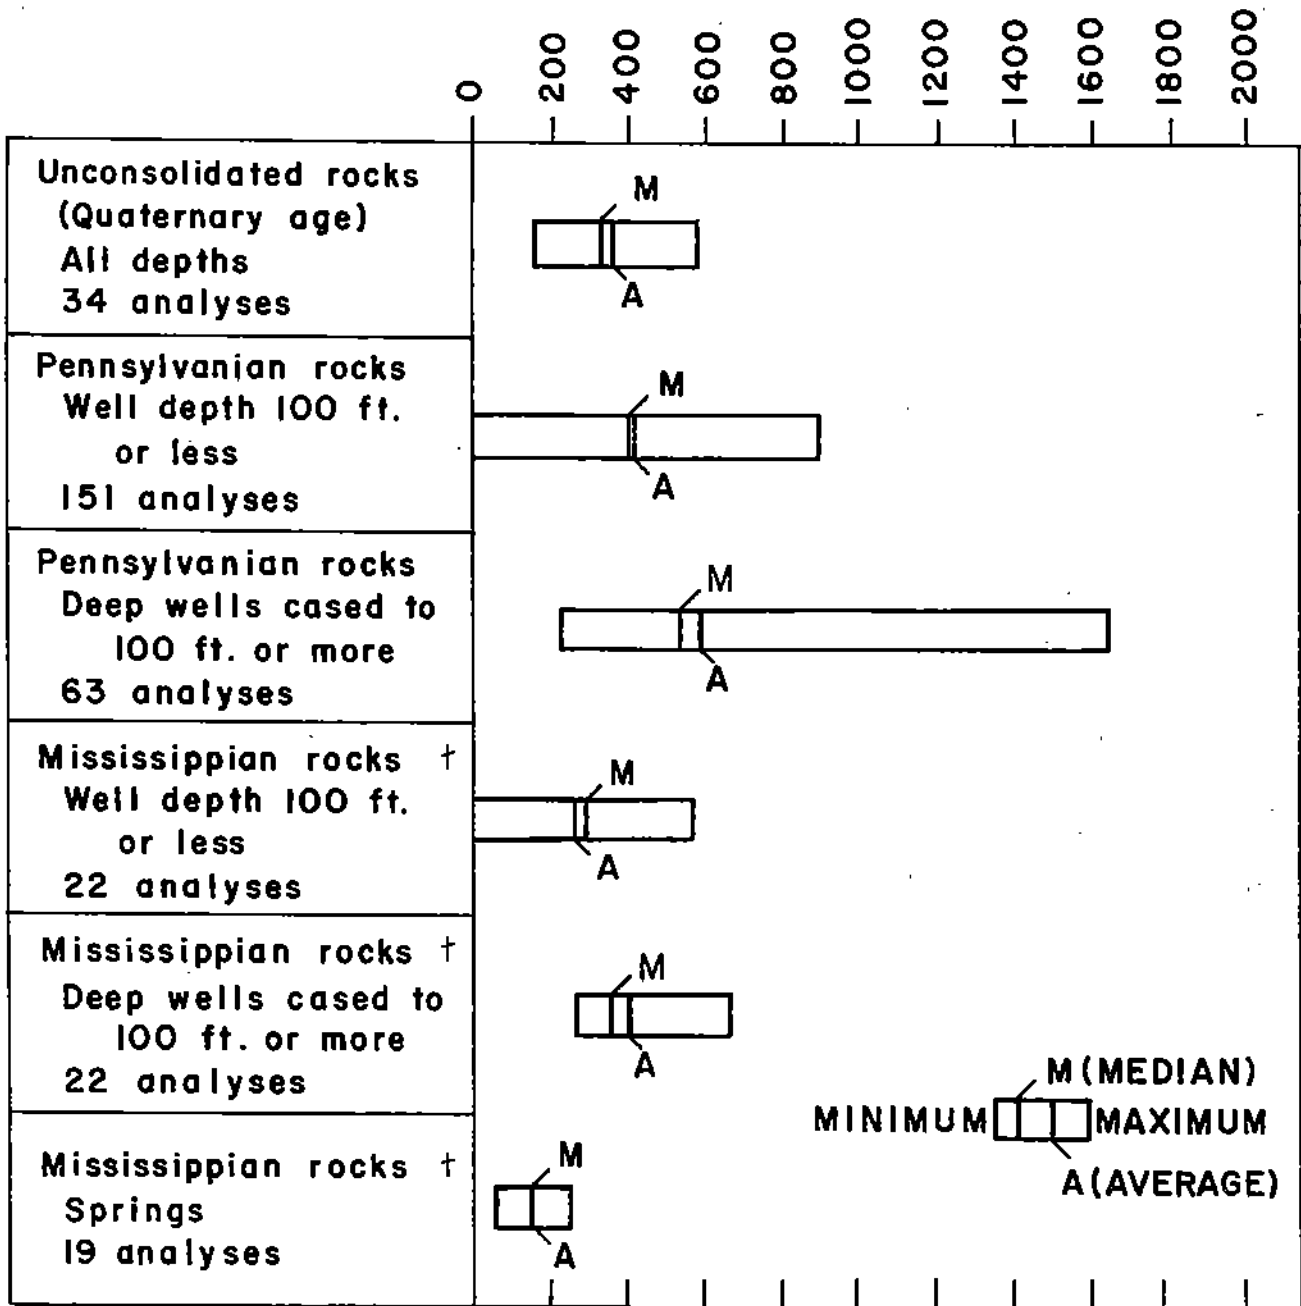 0 200 400 600 800 1000 1200 1400 1600 1800 2000
Unconsolidated rocks
(Quaternary age)
All depths
34 analyses
M
A
Pennsylvanian rocks
Well depth 100 ft.
or less
151 analyses
M
A
Pennsylvanian rocks
Deep wells cased to
100 ft. or more
63 analyses
M
A
Mississippian rocks †
Well depth 100 ft.
or less
22 analyses
M
A
Mississippian rocks †
Deep wells cased to
100 ft. or more
22 analyses
M
A
Mississippian rocks †
Springs
19 analyses
M
A
M (MEDIAN)
MINIMUM MAXIMUM
A (AVERAGE)